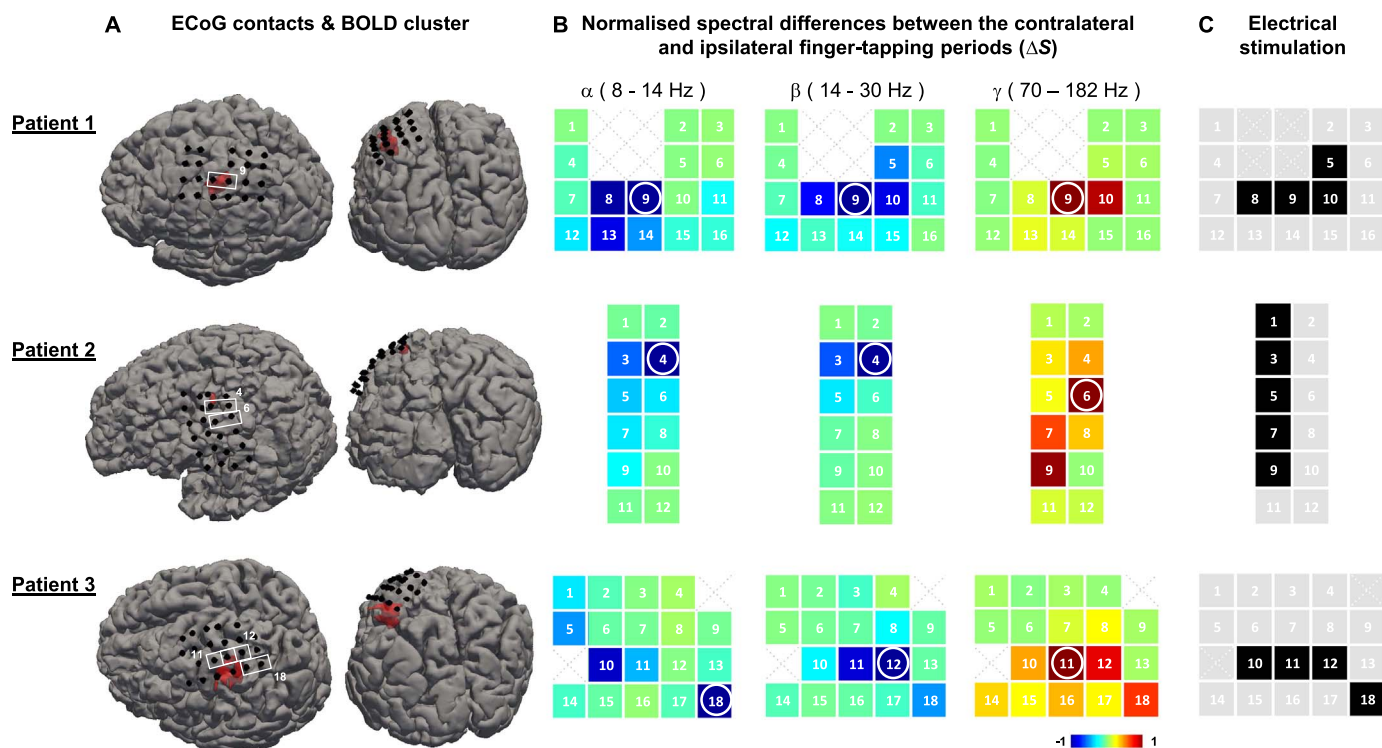 A ECoG contacts & BOLD cluster
B Normalised spectral differences between the contralateral
and ipsilateral finger-tapping periods (ΔS)
C Electrical
stimulation
α ( 8 - 14 Hz ) β ( 14 - 30 Hz ) γ ( 70 – 182 Hz )
Patient 1
9
1 2 3 1 2 3 1 2 3 1 2 3
4 5 6 4 5 6 4 5 6 4 5 6
7 8 9 10 11 7 8 9 10 11 7 8 9 10 11 7 8 9 10 11
12 13 14 15 16 12 13 14 15 16 12 13 14 15 16 12 13 14 15 16
Patient 2
4
6
1 2 1 2 1 2 1 2
3 4 3 4 3 4 3 4
5 6 5 6 5 6 5 6
7 8 7 8 7 8 7 8
9 10 9 10 9 10 9 10
11 12 11 12 11 12 11 12
Patient 3
12
11
18
1 2 3 4 1 2 3 4 1 2 3 4 1 2 3 4
5 6 7 8 9 5 6 7 8 9 5 6 7 8 9 5 6 7 8 9
10 11 12 13 10 11 12 13 10 11 12 13 10 11 12 13
14 15 16 17 18 14 15 16 17 18 14 15 16 17 18 14 15 16 17 18
-1 1